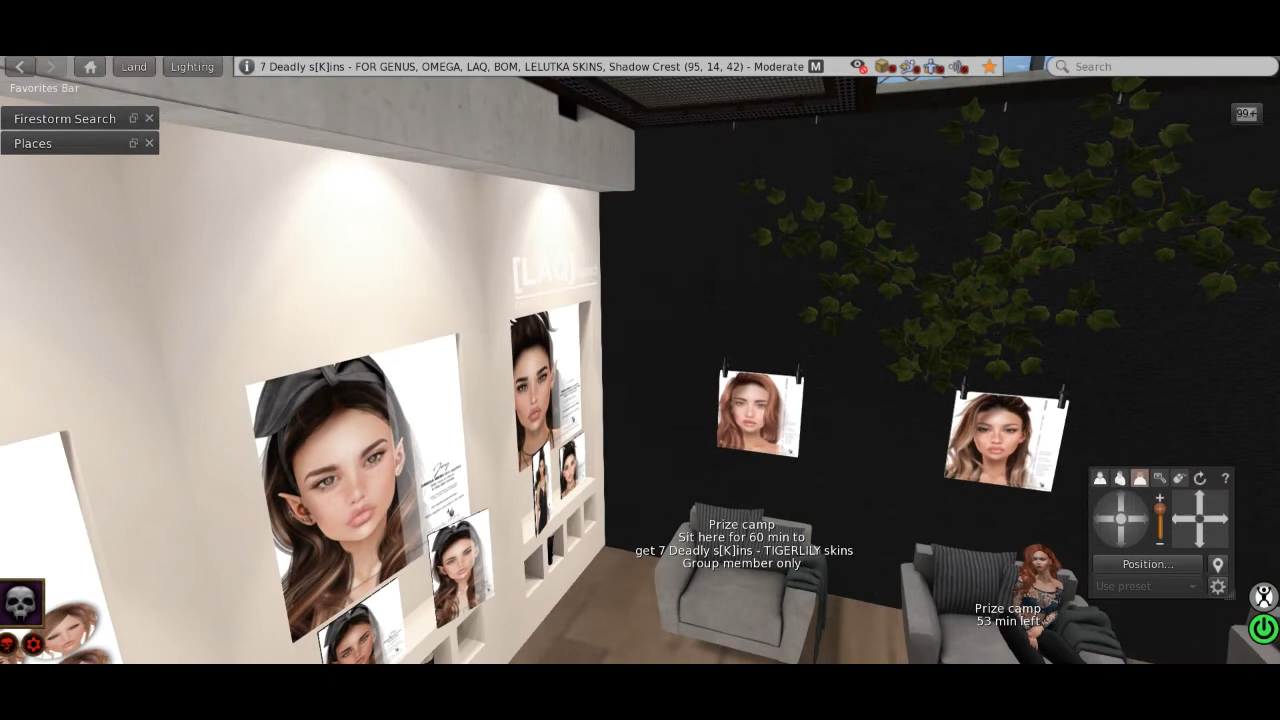 Land
Lighting
7 Deadly s[K]ins - FOR GENUS, OMEGA, LAQ, BOM, LELUTKA SKINS, Shadow Crest (95, 14, 42) - Moderate M
Search
Favorites Bar
Firestorm Search
Places
99+
[LAQ]
Prize camp
Sit here for 60 min to
get 7 Deadly s[K]ins - TIGERLILY skins
Group member only
Prize camp
53 min left
?
Position...
Use preset